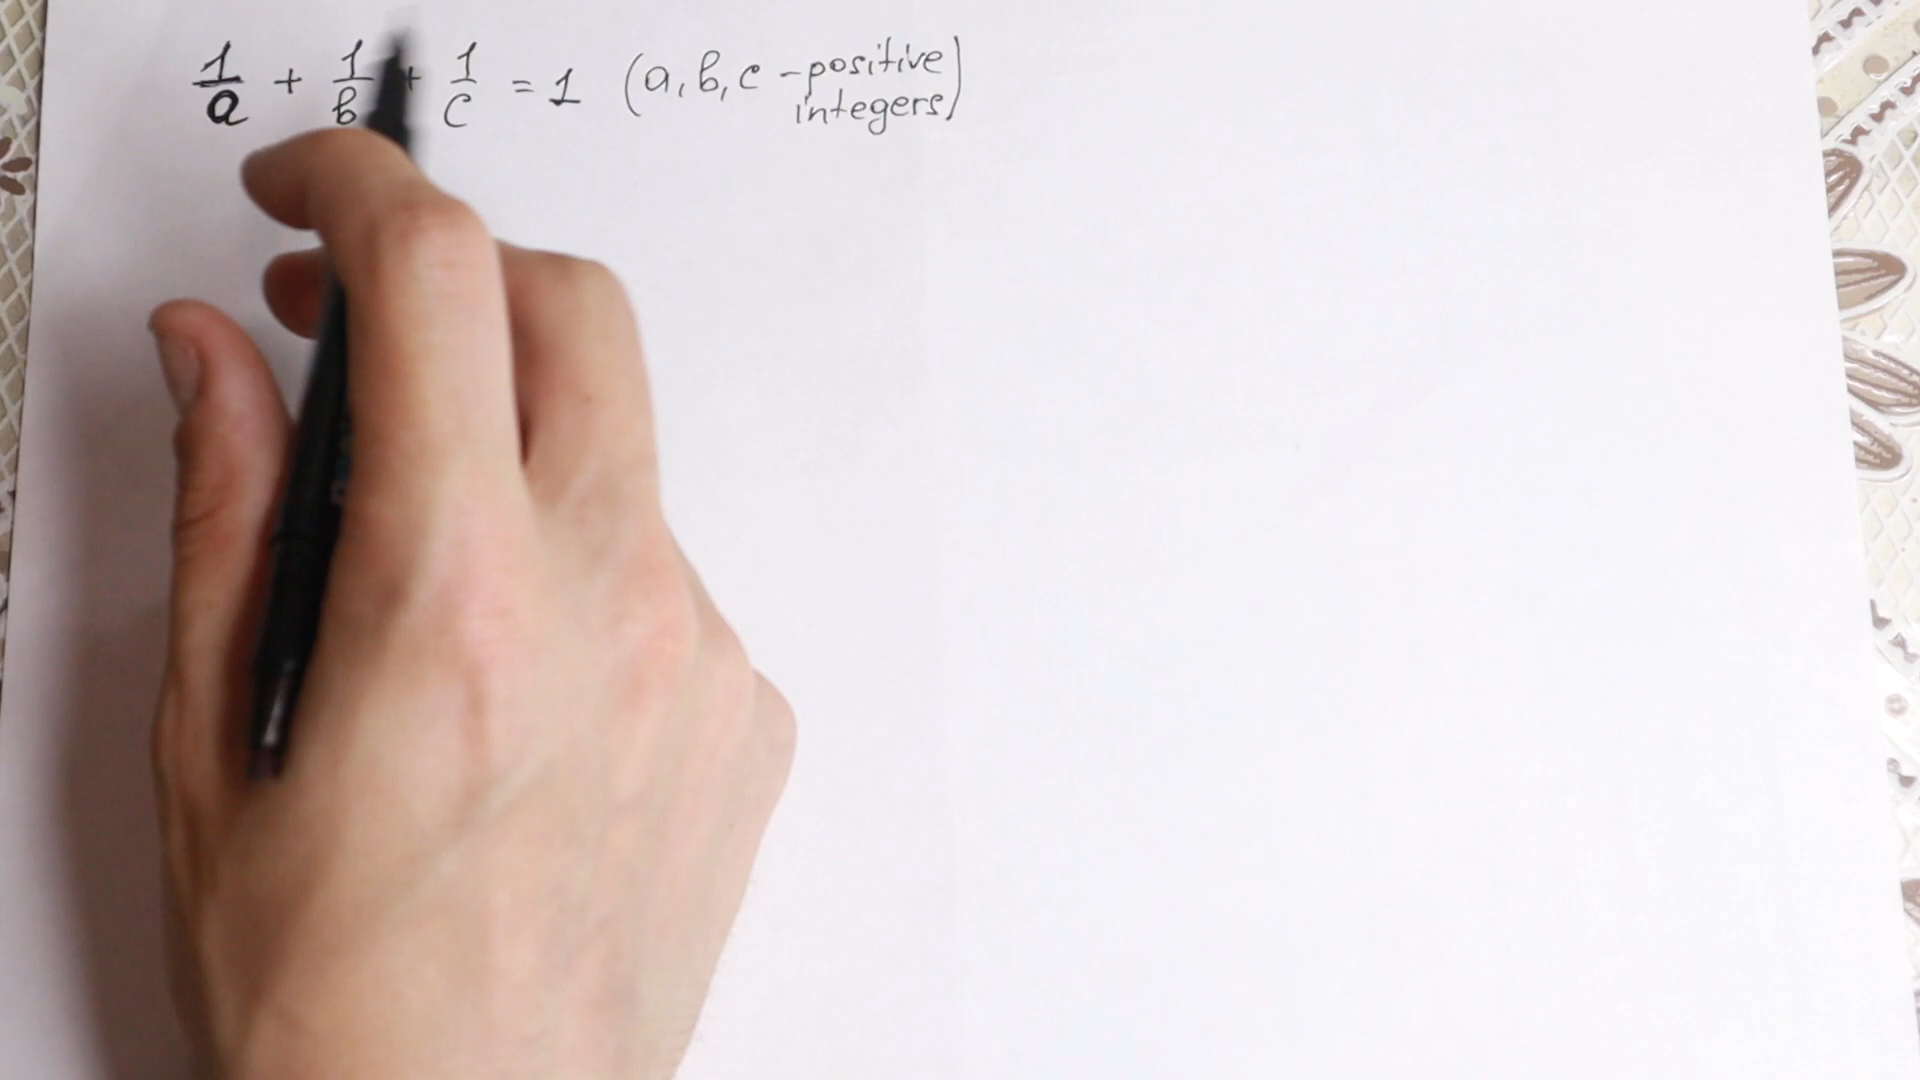 1/a + 1/b + 1/c = 1 (a, b, c - positive
integers)